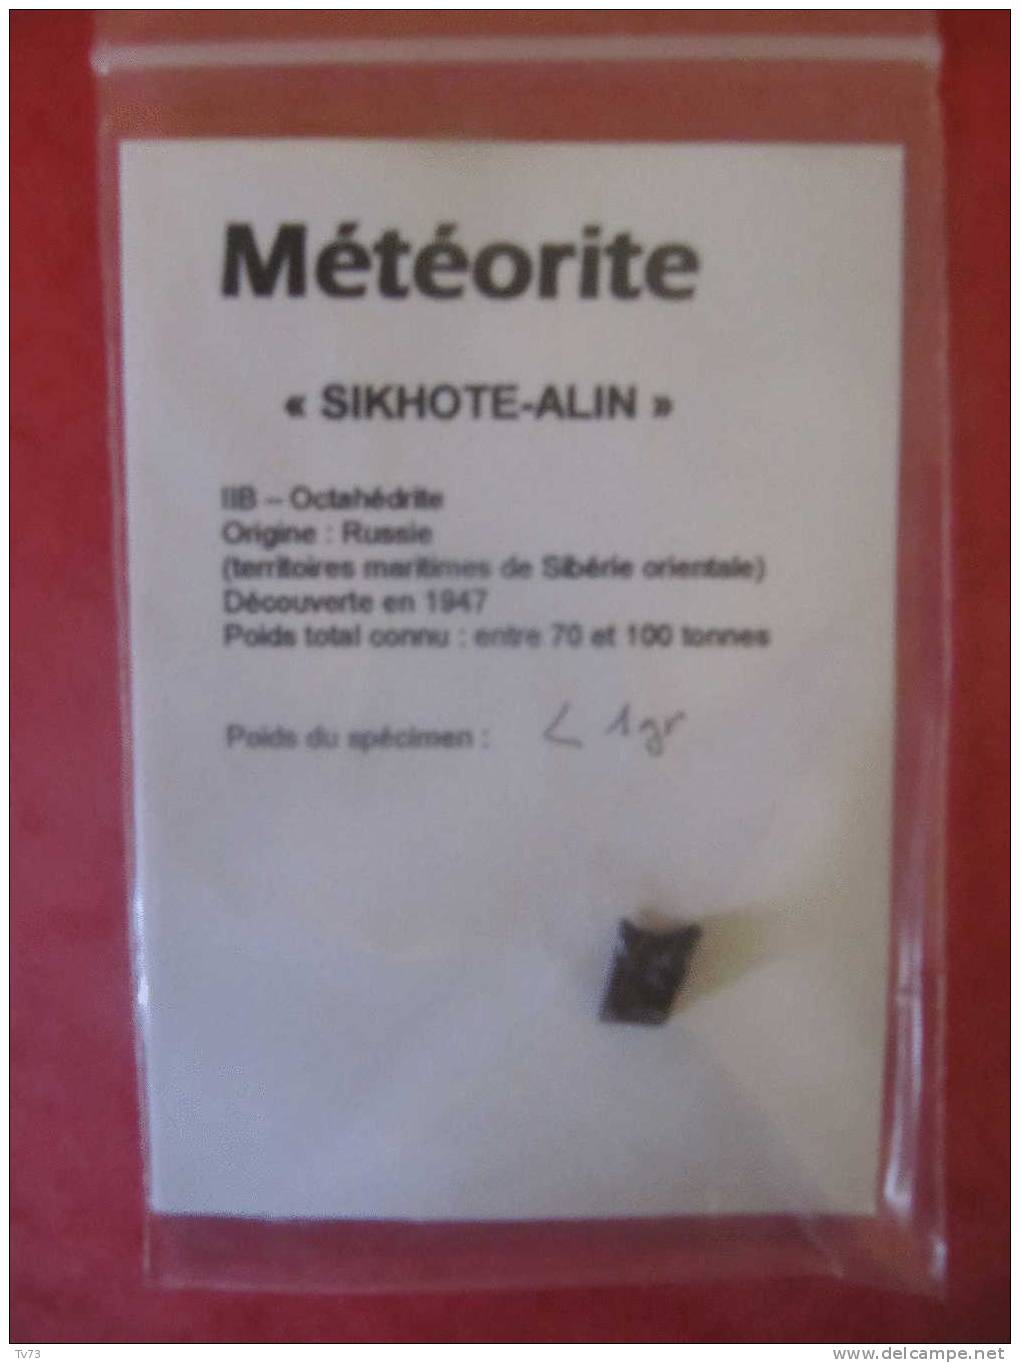 Météorite
« SIKHOTE-ALIN »
IIB – Octahédrite
Origine : Russie
(territoires maritimes de Sibérie orientale)
Découverte en 1947
Poids total connu : entre 70 et 100 tonnes
Poids du spécimen : < 1gr
Tv73 www.delcampe.net